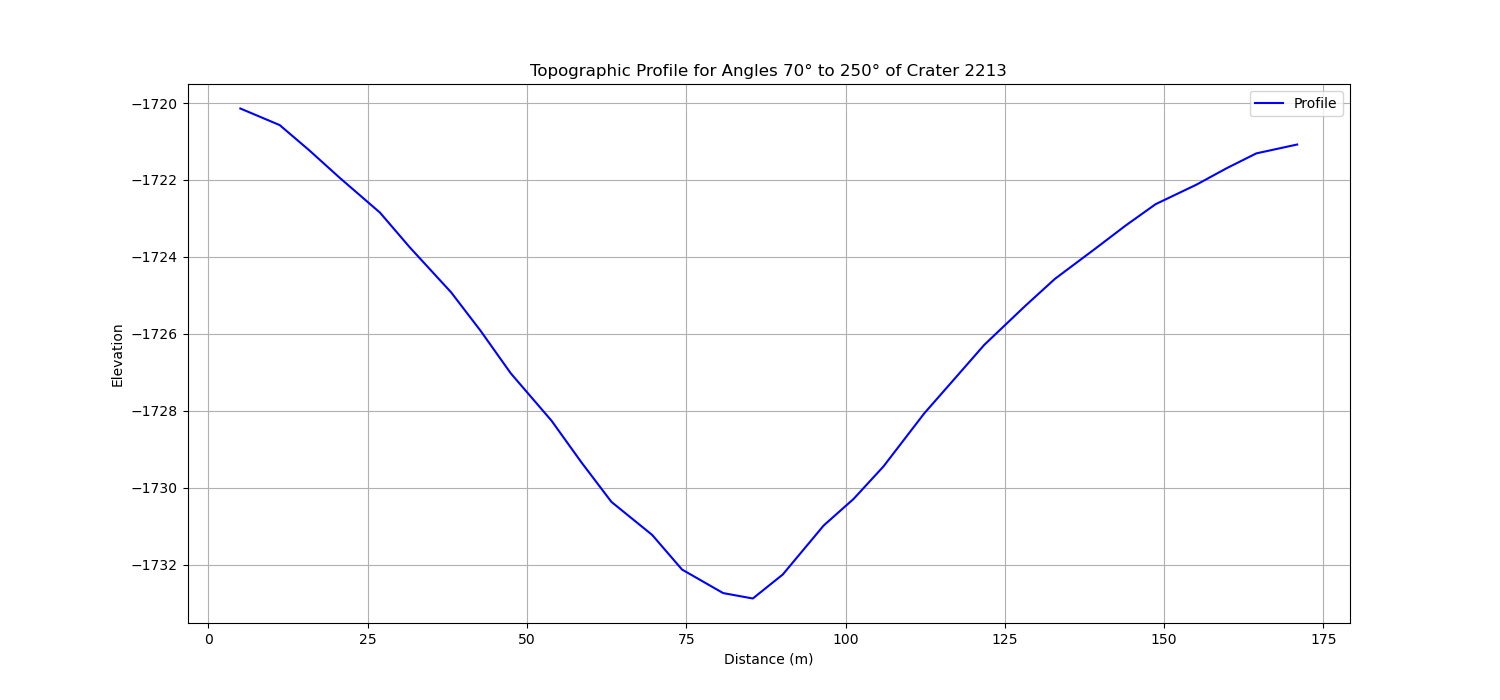 Topographic Profile for Angles 70° to 250° of Crater 2213
Profile
−1720
−1722
−1724
−1726
−1728
−1730
−1732
Elevation
0 25 50 75 100 125 150 175
Distance (m)